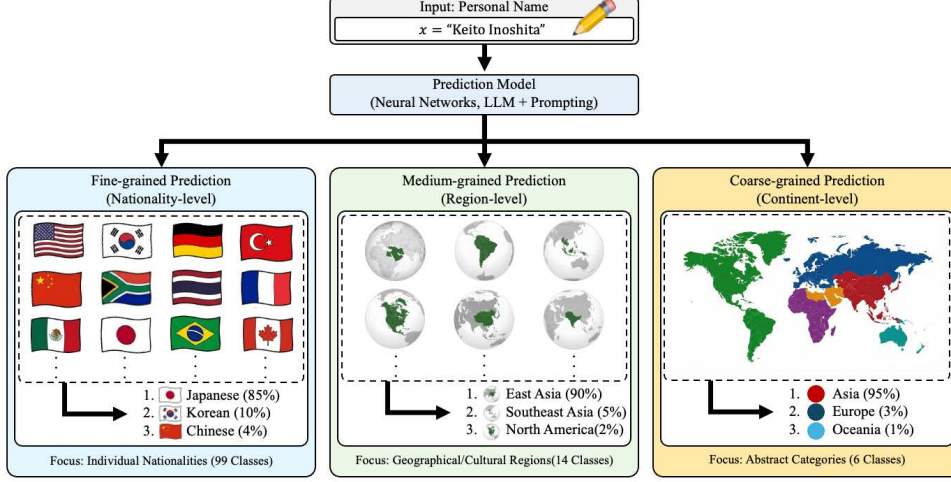 Input: Personal Name
x = “Keito Inoshita”
Prediction Model
(Neural Networks, LLM + Prompting)
Fine-grained Prediction
(Nationality-level)
1. Japanese (85%)
2. Korean (10%)
3. Chinese (4%)
Focus: Individual Nationalities (99 Classes)
Medium-grained Prediction
(Region-level)
1. East Asia (90%)
2. Southeast Asia (5%)
3. North America(2%)
Focus: Geographical/Cultural Regions(14 Classes)
Coarse-grained Prediction
(Continent-level)
1. Asia (95%)
2. Europe (3%)
3. Oceania (1%)
Focus: Abstract Categories (6 Classes)